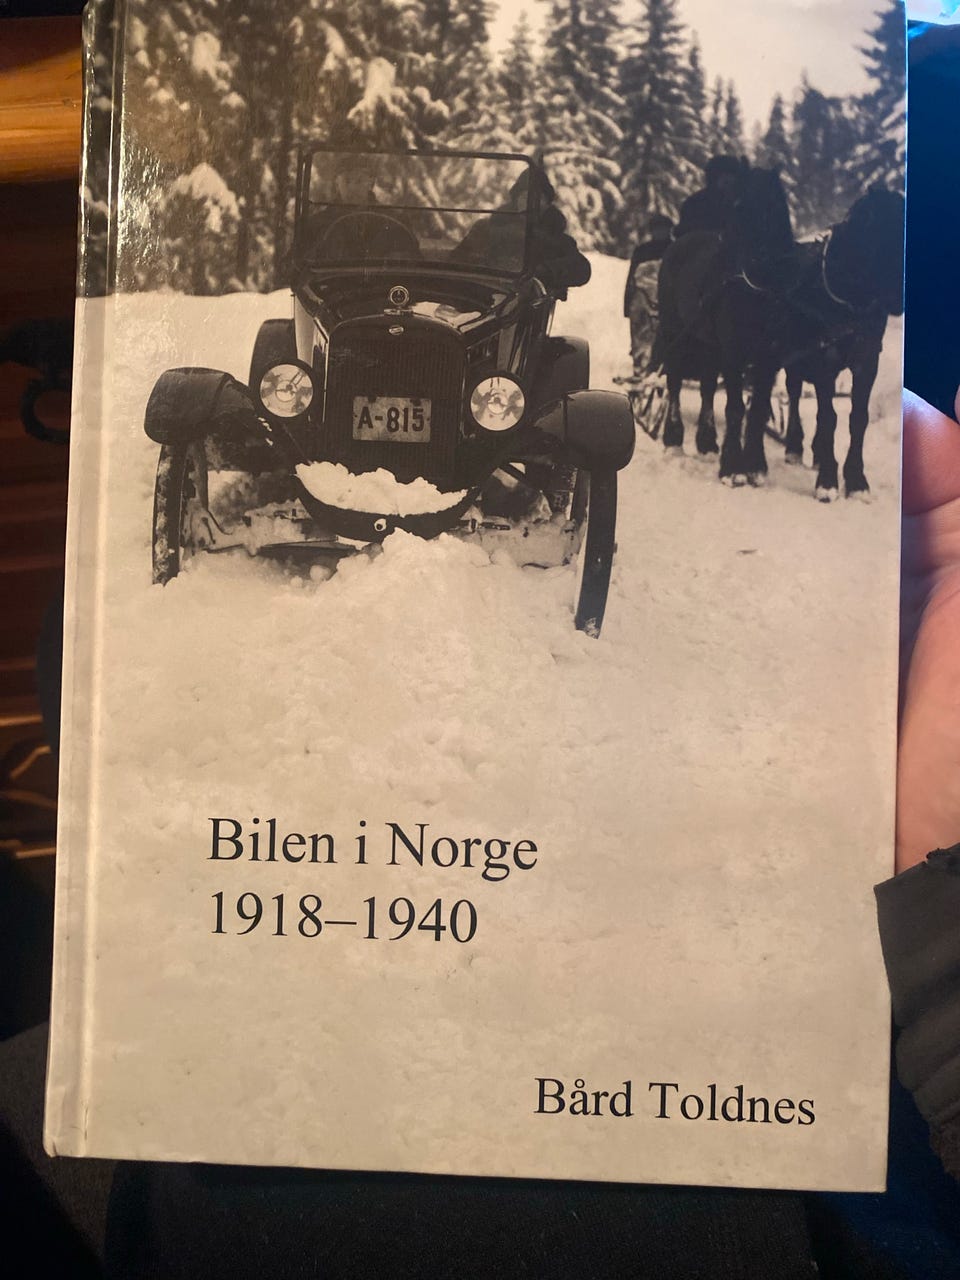 A-815
Bilen i Norge
1918–1940
Bård Toldnes